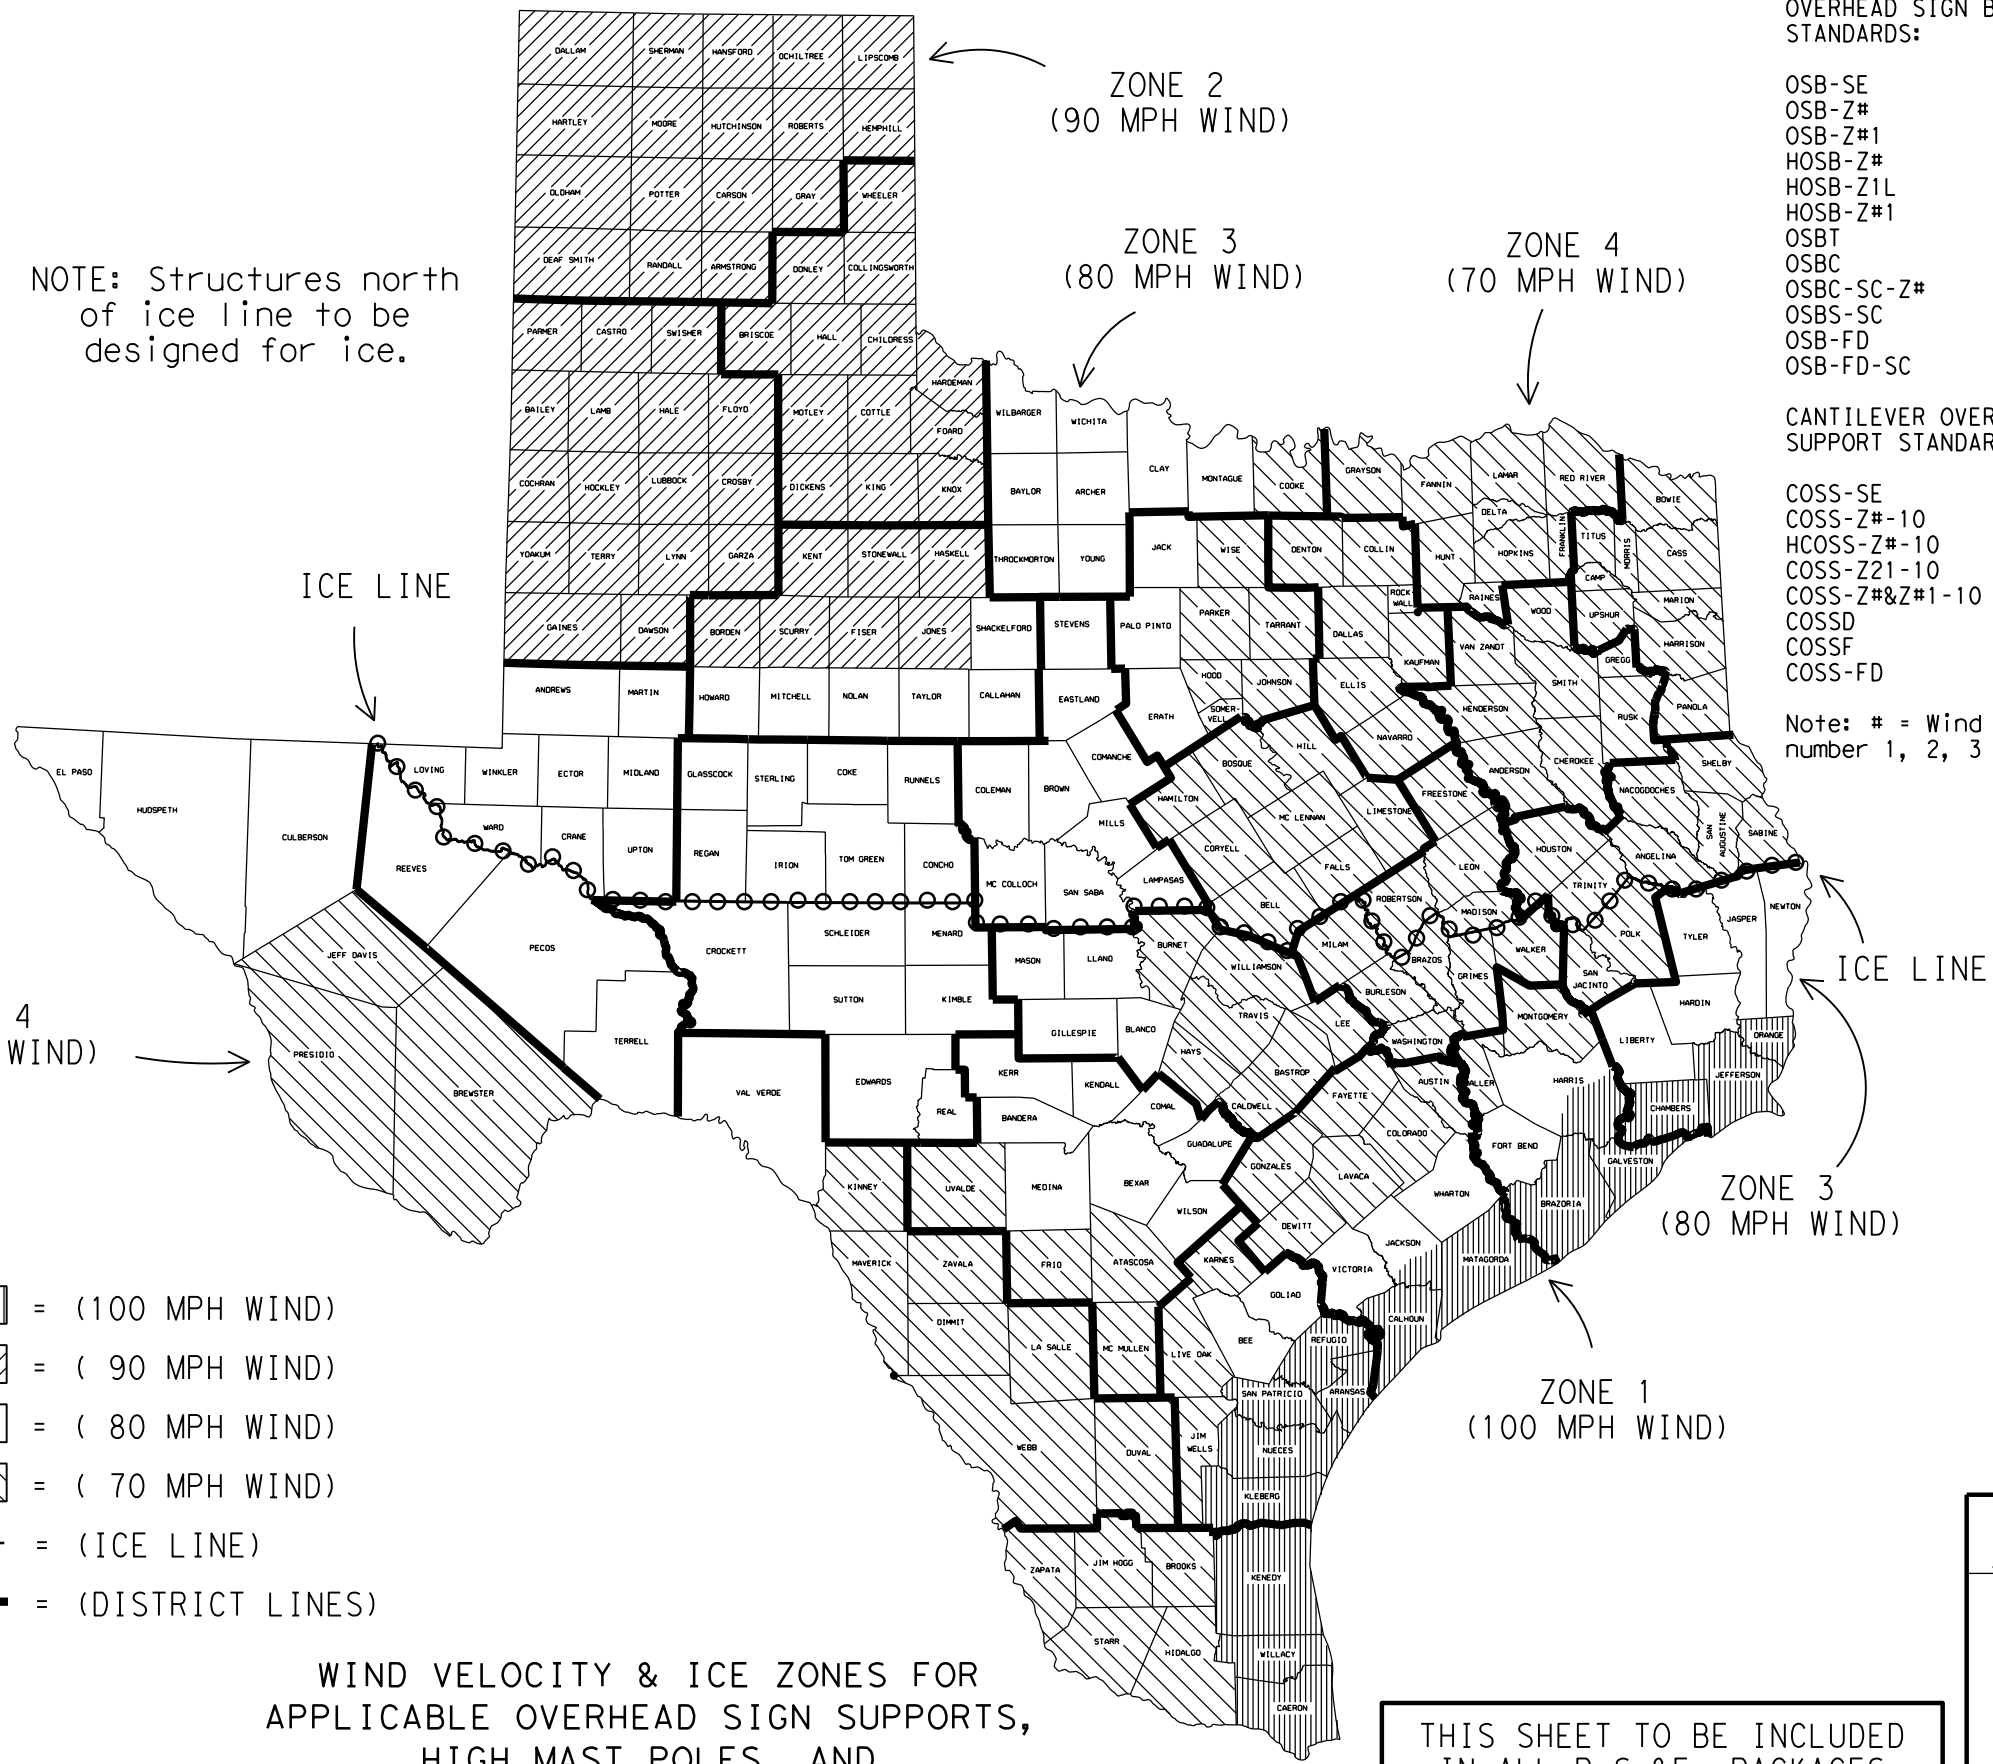 OVERHEAD SIGN B
STANDARDS:
OSB-SE
OSB-Z#
OSB-Z#1
HOSB-Z#
HOSB-Z1L
HOSB-Z#1
OSBT
OSBC
OSBC-SC-Z#
OSBS-SC
OSB-FD
OSB-FD-SC
CANTILEVER OVER
SUPPORT STANDAR
COSS-SE
COSS-Z#-10
HCOSS-Z#-10
COSS-Z21-10
COSS-Z#&Z#1-10
COSSD
COSSF
COSS-FD
Note: # = Wind
number 1, 2, 3
ZONE 2
(90 MPH WIND)
ZONE 3
(80 MPH WIND)
ZONE 4
(70 MPH WIND)
NOTE: Structures north
of ice line to be
designed for ice.
ICE LINE
DALLAM SHERMAN HANSFORD OCHILTREE LIPSCOMB
HARTLEY MOORE HUTCHINSON ROBERTS HEMPHILL
OLDHAM POTTER CARSON GRAY WHEELER
DEAF SMITH RANDALL ARMSTRONG DONLEY COLLINGSWORTH
PARMER CASTRO SWISHER BRISCOE HALL CHILDRESS
HARDEMAN
BAILEY LAMB HALE FLOYD MOTLEY COTTLE
FOARD
WILBARGER WICHITA
CLAY MONTAGUE COOKE GRAYSON FANNIN LAMAR RED RIVER BOWIE
COCHRAN HOCKLEY LUBBOCK CROSBY DICKENS KING KNOX BAYLOR ARCHER
DELTA
YOAKUM TERRY LYNN GARZA KENT STONEWALL HASKELL THROCKMORTON YOUNG JACK WISE DENTON COLLIN HUNT HOPKINS FRANKLIN TITUS MORRIS CASS
CAMP
ROCK-
WALL
RAINES WOOD UPSHUR MARION
GAINES DAWSON BORDEN SCURRY FISER JONES SHACKELFORD STEVENS PALO PINTO PARKER TARRANT DALLAS KAUFMAN VAN ZANDT HARRISON
GREGG
ANDREWS MARTIN HOWARD MITCHELL NOLAN TAYLOR CALLAHAN EASTLAND ERATH HOOD JOHNSON ELLIS HENDERSON SMITH RUSK PANOLA
SOMER-
VELL
EL PASO HUDSPETH CULBERSON LOVING WINKLER ECTOR MIDLAND GLASSCOCK STERLING COKE RUNNELS COLEMAN BROWN COMANCHE BOSQUE HILL NAVARRO ANDERSON CHEROKEE SHELBY
HAMILTON FREESTONE NACOGDOCHES
REEVES WARD CRANE UPTON REGAN IRION TOM GREEN CONCHO MILLS MC LENNAN LIMESTONE
SAN
AUGUSTINE
SABINE
MC COLLOCH SAN SABA LAMPASAS CORYELL FALLS LEON HOUSTON ANGELINA
BELL ROBERTSON MADISON TRINITY
JEFF DAVIS PECOS CROCKETT SCHLEIDER MENARD MASON LLANO BURNET MILAM BRAZOS WALKER POLK TYLER JASPER NEWTON
WILLIAMSON GRIMES
SAN
JACINTO
ICE LINE
SUTTON KIMBLE BURLESON HARDIN
4
WIND)
PRESIDIO TERRELL GILLESPIE BLANCO TRAVIS LEE MONTGOMERY LIBERTY ORANGE
HAYS WASHINGTON
BREWSTER VAL VERDE EDWARDS KERR KENDALL BASTROP AUSTIN ALLER HARRIS JEFFERSON
REAL BANDERA COMAL CALDWELL FAYETTE CHAMBERS
GUADALUPE COLORADO FORT BEND
GALVESTON
KINNEY UVALDE MEDINA BEXAR GONZALES LAVACA WHARTON BRAZORIA
WILSON
DEWITT
ZONE 3
(80 MPH WIND)
MAVERICK ZAVALA FRIO ATASCOSA KARNES VICTORIA JACKSON MATAGORDA
GOLIAD
DIMMIT LA SALLE MC MULLEN LIVE OAK BEE REFUGIO CALHOUN
SAN PATRICIO ARANSAS
ZONE 1
(100 MPH WIND)
WEBB DUVAL
JIM
WELLS
NUECES
KLEBERG
ZAPATA JIM HOGG BROOKS KENEDY
STARR HIDALGO WILLACY
CAERON
= (100 MPH WIND)
= ( 90 MPH WIND)
= ( 80 MPH WIND)
= ( 70 MPH WIND)
= (ICE LINE)
= (DISTRICT LINES)
WIND VELOCITY & ICE ZONES FOR
APPLICABLE OVERHEAD SIGN SUPPORTS,
HIGH MAST POLES, AND
THIS SHEET TO BE INCLUDED
IN ALL P.S.&E. PACKAGES